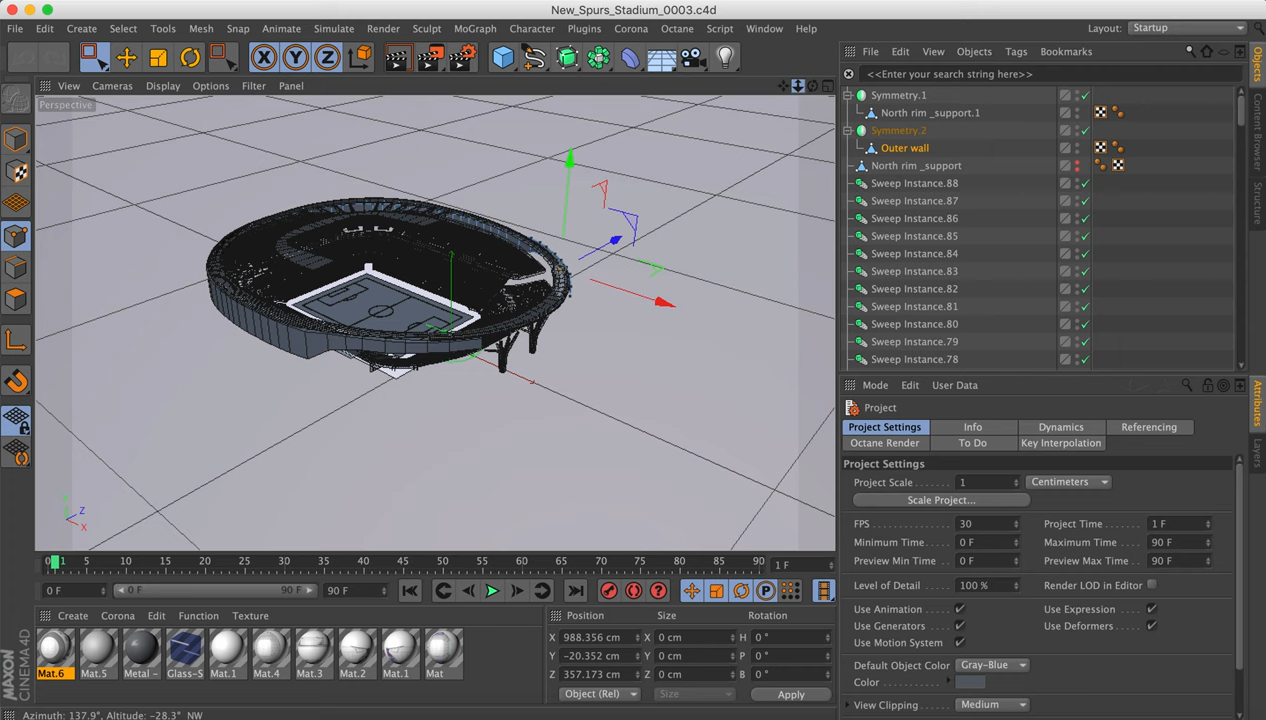 New_Spurs_Stadium_0003.c4d
File Edit Create Select Tools Mesh Snap Animate Simulate Render Sculpt MoGraph Character Plugins Corona Octane Script Window Help Layout: Startup
X Y Z
View Cameras Display Options Filter Panel
Perspective
File Edit View Objects Tags Bookmarks
<<Enter your search string here>>
Symmetry.1
North rim _support.1
Symmetry.2
Outer wall
North rim _support
Sweep Instance.88
Sweep Instance.87
Sweep Instance.86
Sweep Instance.85
Sweep Instance.84
Sweep Instance.83
Sweep Instance.82
Sweep Instance.81
Sweep Instance.80
Sweep Instance.79
Sweep Instance.78
Objects
Content Browser
Structure
Mode Edit User Data
Project
Project Settings Info Dynamics Referencing
Octane Render To Do Key Interpolation
Project Settings
Project Scale 1 Centimeters
Scale Project...
FPS 30 Project Time 1 F
Minimum Time 0 F Maximum Time 90 F
Preview Min Time 0 F Preview Max Time 90 F
Level of Detail 100 % Render LOD in Editor
Use Animation Use Expression
Use Generators Use Deformers
Use Motion System
Default Object Color Gray-Blue
Color
View Clipping Medium
Attributes
Layers
Y Z X
0 1 5 10 15 20 25 30 35 40 45 50 55 60 65 70 75 80 85 90 1 F
0 F 0 F 90 F 90 F
Create Corona Edit Function Texture
Mat.6 Mat.5 Metal - Glass-S Mat.1 Mat.4 Mat.3 Mat.2 Mat.1 Mat
Position Size Rotation
X 988.356 cm X 0 cm H 0 °
Y -20.352 cm Y 0 cm P 0 °
Z 357.173 cm Z 0 cm B 0 °
Object (Rel) Size Apply
MAXON CINEMA 4D
Azimuth: 137.9°, Altitude: -28.3° NW